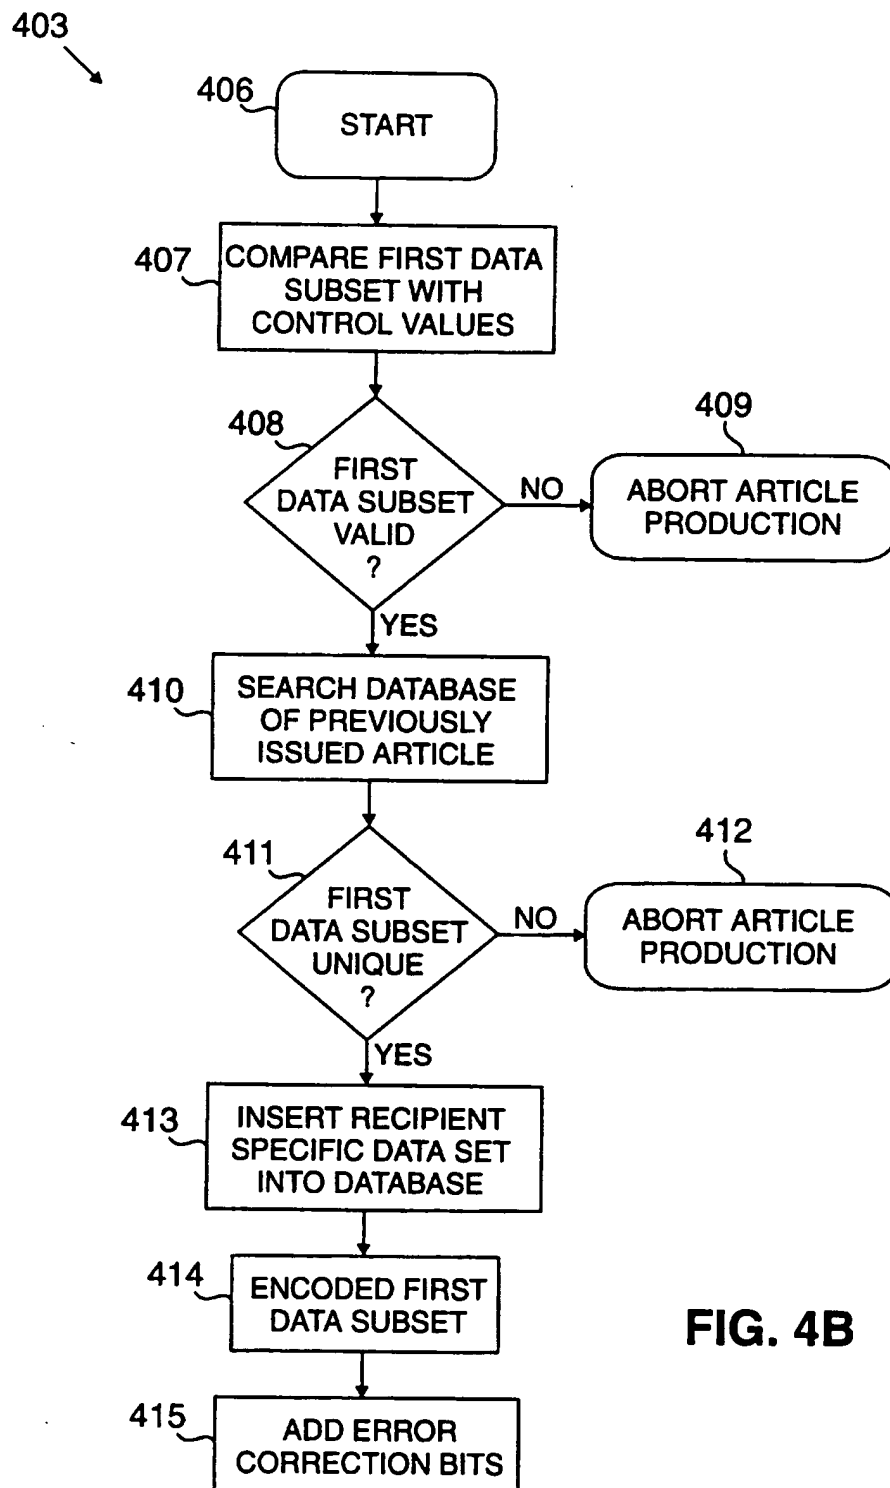 403
406
START
407
COMPARE FIRST DATA
SUBSET WITH
CONTROL VALUES
408
FIRST
DATA SUBSET
VALID
?
NO
409
ABORT ARTICLE
PRODUCTION
YES
410
SEARCH DATABASE
OF PREVIOUSLY
ISSUED ARTICLE
411
FIRST
DATA SUBSET
UNIQUE
?
NO
412
ABORT ARTICLE
PRODUCTION
YES
413
INSERT RECIPIENT
SPECIFIC DATA SET
INTO DATABASE
414
ENCODED FIRST
DATA SUBSET
415
ADD ERROR
CORRECTION BITS
FIG. 4B